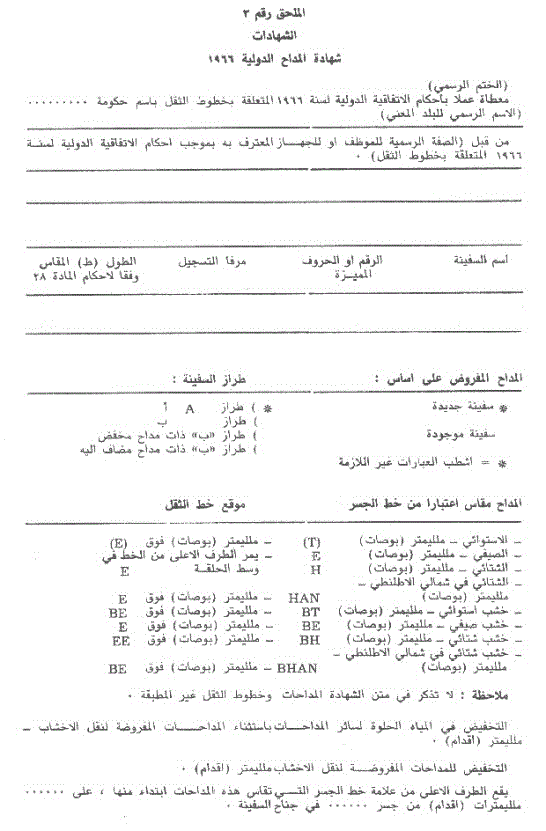 الملحق رقم ٣
الشهادات
شهادة المداح الدولية ١٩٦٦
(الختم الرسمي)
معطاة عملا بأحكام الاتفاقية الدولية لسنة ١٩٦٦ المتعلقة بخطوط الثقل باسم حكومة ٠٠٠٠٠٠٠٠٠
(الاسم الرسمي للبلد المعني)
من قبل (الصفة الرسمية للموظف او للجهاز المعترف به بموجب احكام الاتفاقية الدولية لسنة
١٩٦٦ المتعلقة بخطوط الثقل) ٠
اسم السفينة الرقم او الحروف مرفا التسجيل الطول (ط) المقاس
المميزة وفقا لاحكام المادة ٢٨
المداح المفروض على اساس : طراز السفينة :
* سفينة جديدة * ) طراز A أ
) طراز ب
سفينة موجودة ) طراز «ب» ذات مداح مخفض
) طراز «ب» ذات مداح مضاف اليه
* = اشطب العبارات غير اللازمة
المداح مقاس اعتبارا من خط الجسر موقع خط الثقل
ـ الاستوائي ـ ملليمتر (بوصات) (T) ـ ملليمتر (بوصات) فوق (E)
ـ الصيفي ـ ملليمتر (بوصات) E ـ يمر الطرف الاعلى من الخط في
ـ الشتائي ـ ملليمتر (بوصات) H وسط الحلقة E
ـ الشتائي في شمالي الاطلنطي ـ
ملليمتر (بوصات) HAN ـ ملليمتر (بوصات) فوق E
ـ خشب استوائي ـ ملليمتر (بوصات) BT ـ ملليمتر (بوصات) فوق BE
ـ خشب صيفي ـ ملليمتر (بوصات) BE ـ ملليمتر (بوصات) فوق E
ـ خشب شتائي ـ ملليمتر (بوصات) BH ـ ملليمتر (بوصات) فوق EE
ـ خشب شتائي في شمالي الاطلنطي ـ
ملليمتر (بوصات) BHAN ـ ملليمتر (بوصات) فوق BE
ملاحظة : لا تذكر في متن الشهادة المداحات وخطوط الثقل غير المطبقة ٠
التخفيض في المياه الحلوة لسائر المداحات باستثناء المداحات المفروضة لنقل الاخشاب ـ
ملليمتر (اقدام) ٠
التخفيض للمداحات المفروضة لنقل الاخشاب ملليمتر (اقدام) ٠
يقع الطرف الاعلى من علامة خط الجسر التي تقاس هذه المداحات ابتداء منها ، على ٠٠٠٠٠٠
ملليمترات (اقدام) من جسر ٠٠٠٠٠٠ في جناح السفينة ٠